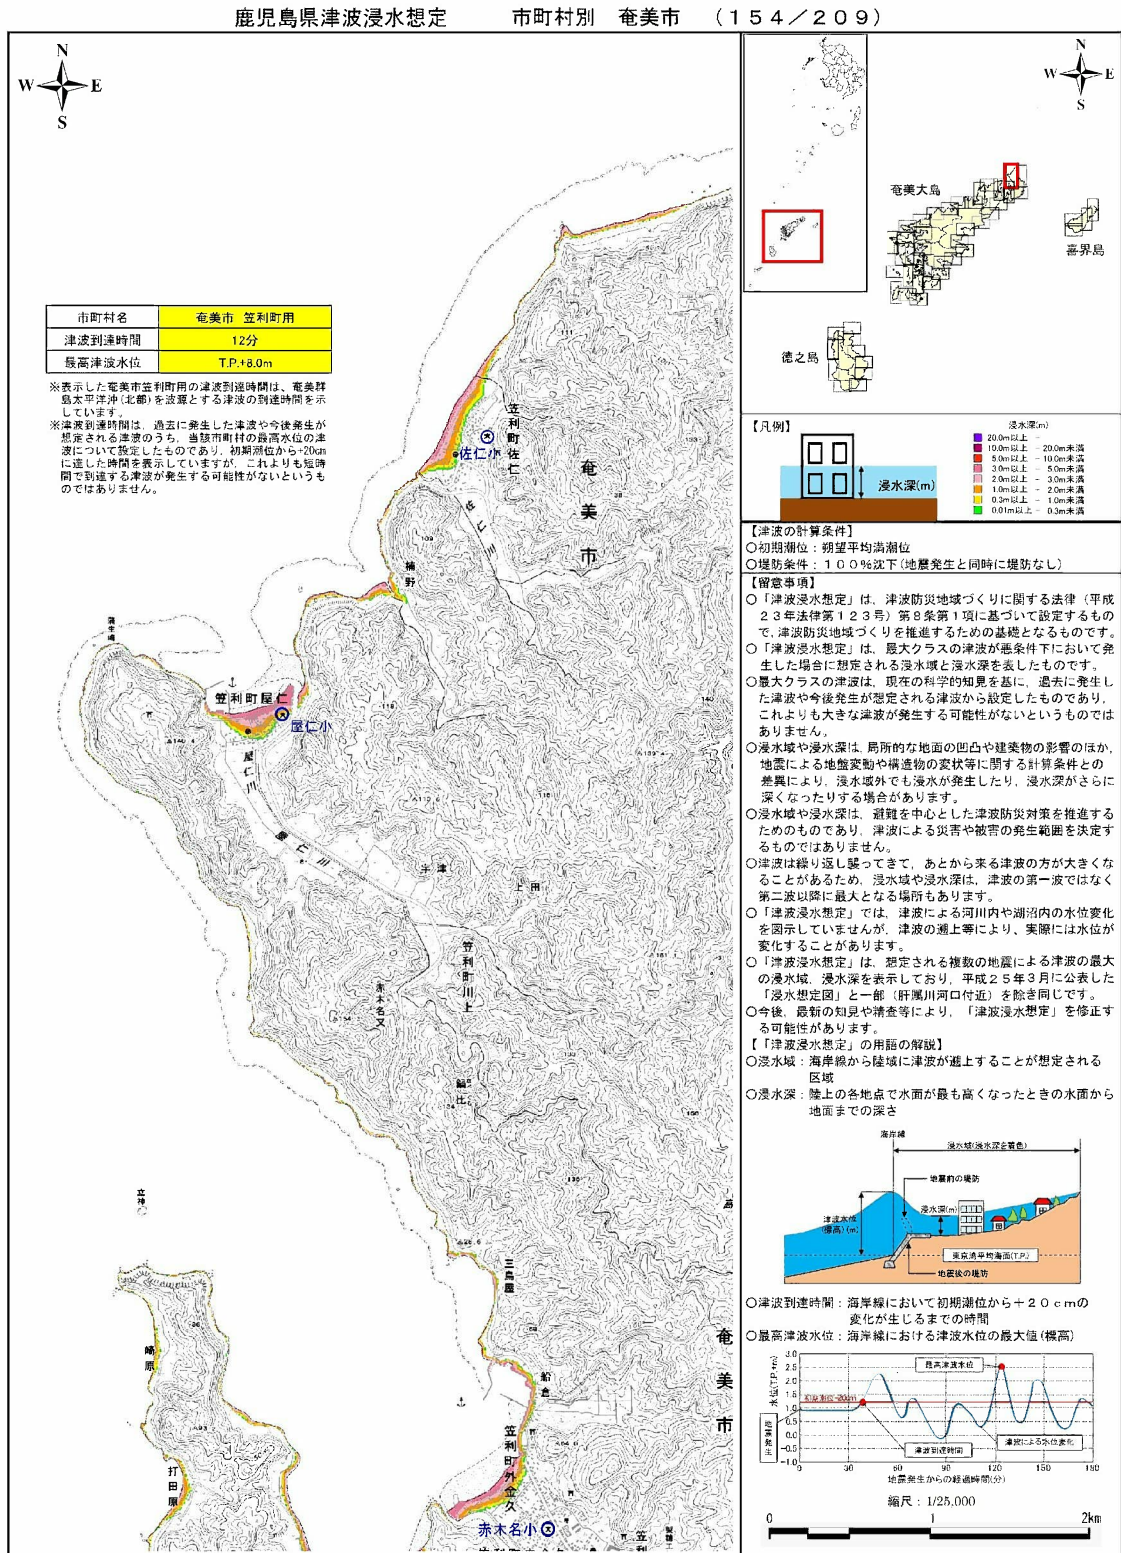 鹿児島県津波浸水想定　　市町村別　奄美市　（154／209）
N
W
E
S
市町村名
奄美市 笠利町用
津波到達時間
12分
最高津波水位
T.P.+8.0m
※表示した奄美市笠利町用の津波到達時間は、奄美群
島太平洋沖(北部)を波源とする津波の到達時間を示
しています。
※津波到達時間は、過去に発生した津波や今後発生が
想定される津波のうち、当該市町村の最高水位の津
波について設定したものであり、初期潮位から+20cm
に達した時間を表示していますが、これよりも短時
間で到達する津波が発生する可能性がないというも
のではありません。
笠利町佐仁
佐仁小
奄美市
佐仁川
楠野
蒲生崎
笠利町屋仁
屋仁小
屋仁川
屋仁川
手津
上田
笠利町川上
赤木名又
立神
三鳥屋
崎原
船倉
奄美市
打田原
笠利町外金久
赤木名小
笠利
N
W
E
S
奄美大島
喜界島
徳之島
【凡例】
浸水深(m)
浸水深(m)
20.0m以上 -
10.0m以上 - 20.0m未満
5.0m以上 - 10.0m未満
3.0m以上 - 5.0m未満
2.0m以上 - 3.0m未満
1.0m以上 - 2.0m未満
0.3m以上 - 1.0m未満
0.01m以上 - 0.3m未満
【津波の計算条件】
○初期潮位：朔望平均満潮位
○堤防条件：１００％沈下(地震発生と同時に堤防なし)
【留意事項】
○「津波浸水想定」は、津波防災地域づくりに関する法律（平成
２３年法律第１２３号）第８条第１項に基づいて設定するもの
で、津波防災地域づくりを推進するための基礎となるものです。
○「津波浸水想定」は、最大クラスの津波が悪条件下において発
生した場合に想定される浸水域と浸水深を表したものです。
○最大クラスの津波は、現在の科学的知見を基に、過去に発生し
た津波や今後発生が想定される津波から設定したものであり、
これよりも大きな津波が発生する可能性がないというものでは
ありません。
○浸水域や浸水深は、局所的な地面の凹凸や建築物の影響のほか、
地震による地盤変動や構造物の変状等に関する計算条件との
差異により、浸水域外でも浸水が発生したり、浸水深がさらに
深くなったりする場合があります。
○浸水域や浸水深は、避難を中心とした津波防災対策を推進する
ためのものであり、津波による災害や被害の発生範囲を決定す
るものではありません。
○津波は繰り返し襲ってきて、あとから来る津波の方が大きくな
ることがあるため、浸水域や浸水深は、津波の第一波ではなく
第二波以降に最大となる場所もあります。
○「津波浸水想定」では、津波による河川内や湖沼内の水位変化
を図示していませんが、津波の遡上等により、実際には水位が
変化することがあります。
○「津波浸水想定」は、想定される複数の地震による津波の最大
の浸水域、浸水深を表示しており、平成２５年３月に公表した
「浸水想定図」と一部（肝属川河口付近）を除き同じです。
○今後、最新の知見や精査等により、「津波浸水想定」を修正す
る可能性があります。
【「津波浸水想定」の用語の解説】
○浸水域：海岸線から陸域に津波が遡上することが想定される
区域
○浸水深：陸上の各地点で水面が最も高くなったときの水面から
地面までの深さ
海岸線
浸水域(浸水深を着色)
地震前の堤防
浸水深(m)
津波水位
(標高)(m)
東京湾平均海面(T.P.)
地震後の堤防
○津波到達時間：海岸線において初期潮位から＋２０ｃｍの
変化が生じるまでの時間
○最高津波水位：海岸線における津波水位の最大値(標高)
水位(T.P.+m)
3.0
2.5
2.0
1.5
1.0
0.5
0.0
-0.5
-1.0
最高津波水位
初期潮位+20cm
地震発生
津波到達時間
津波による水位変化
0 30 60 90 120 150 180
地震発生からの経過時間(分)
縮尺：1/25,000
0 1 2km